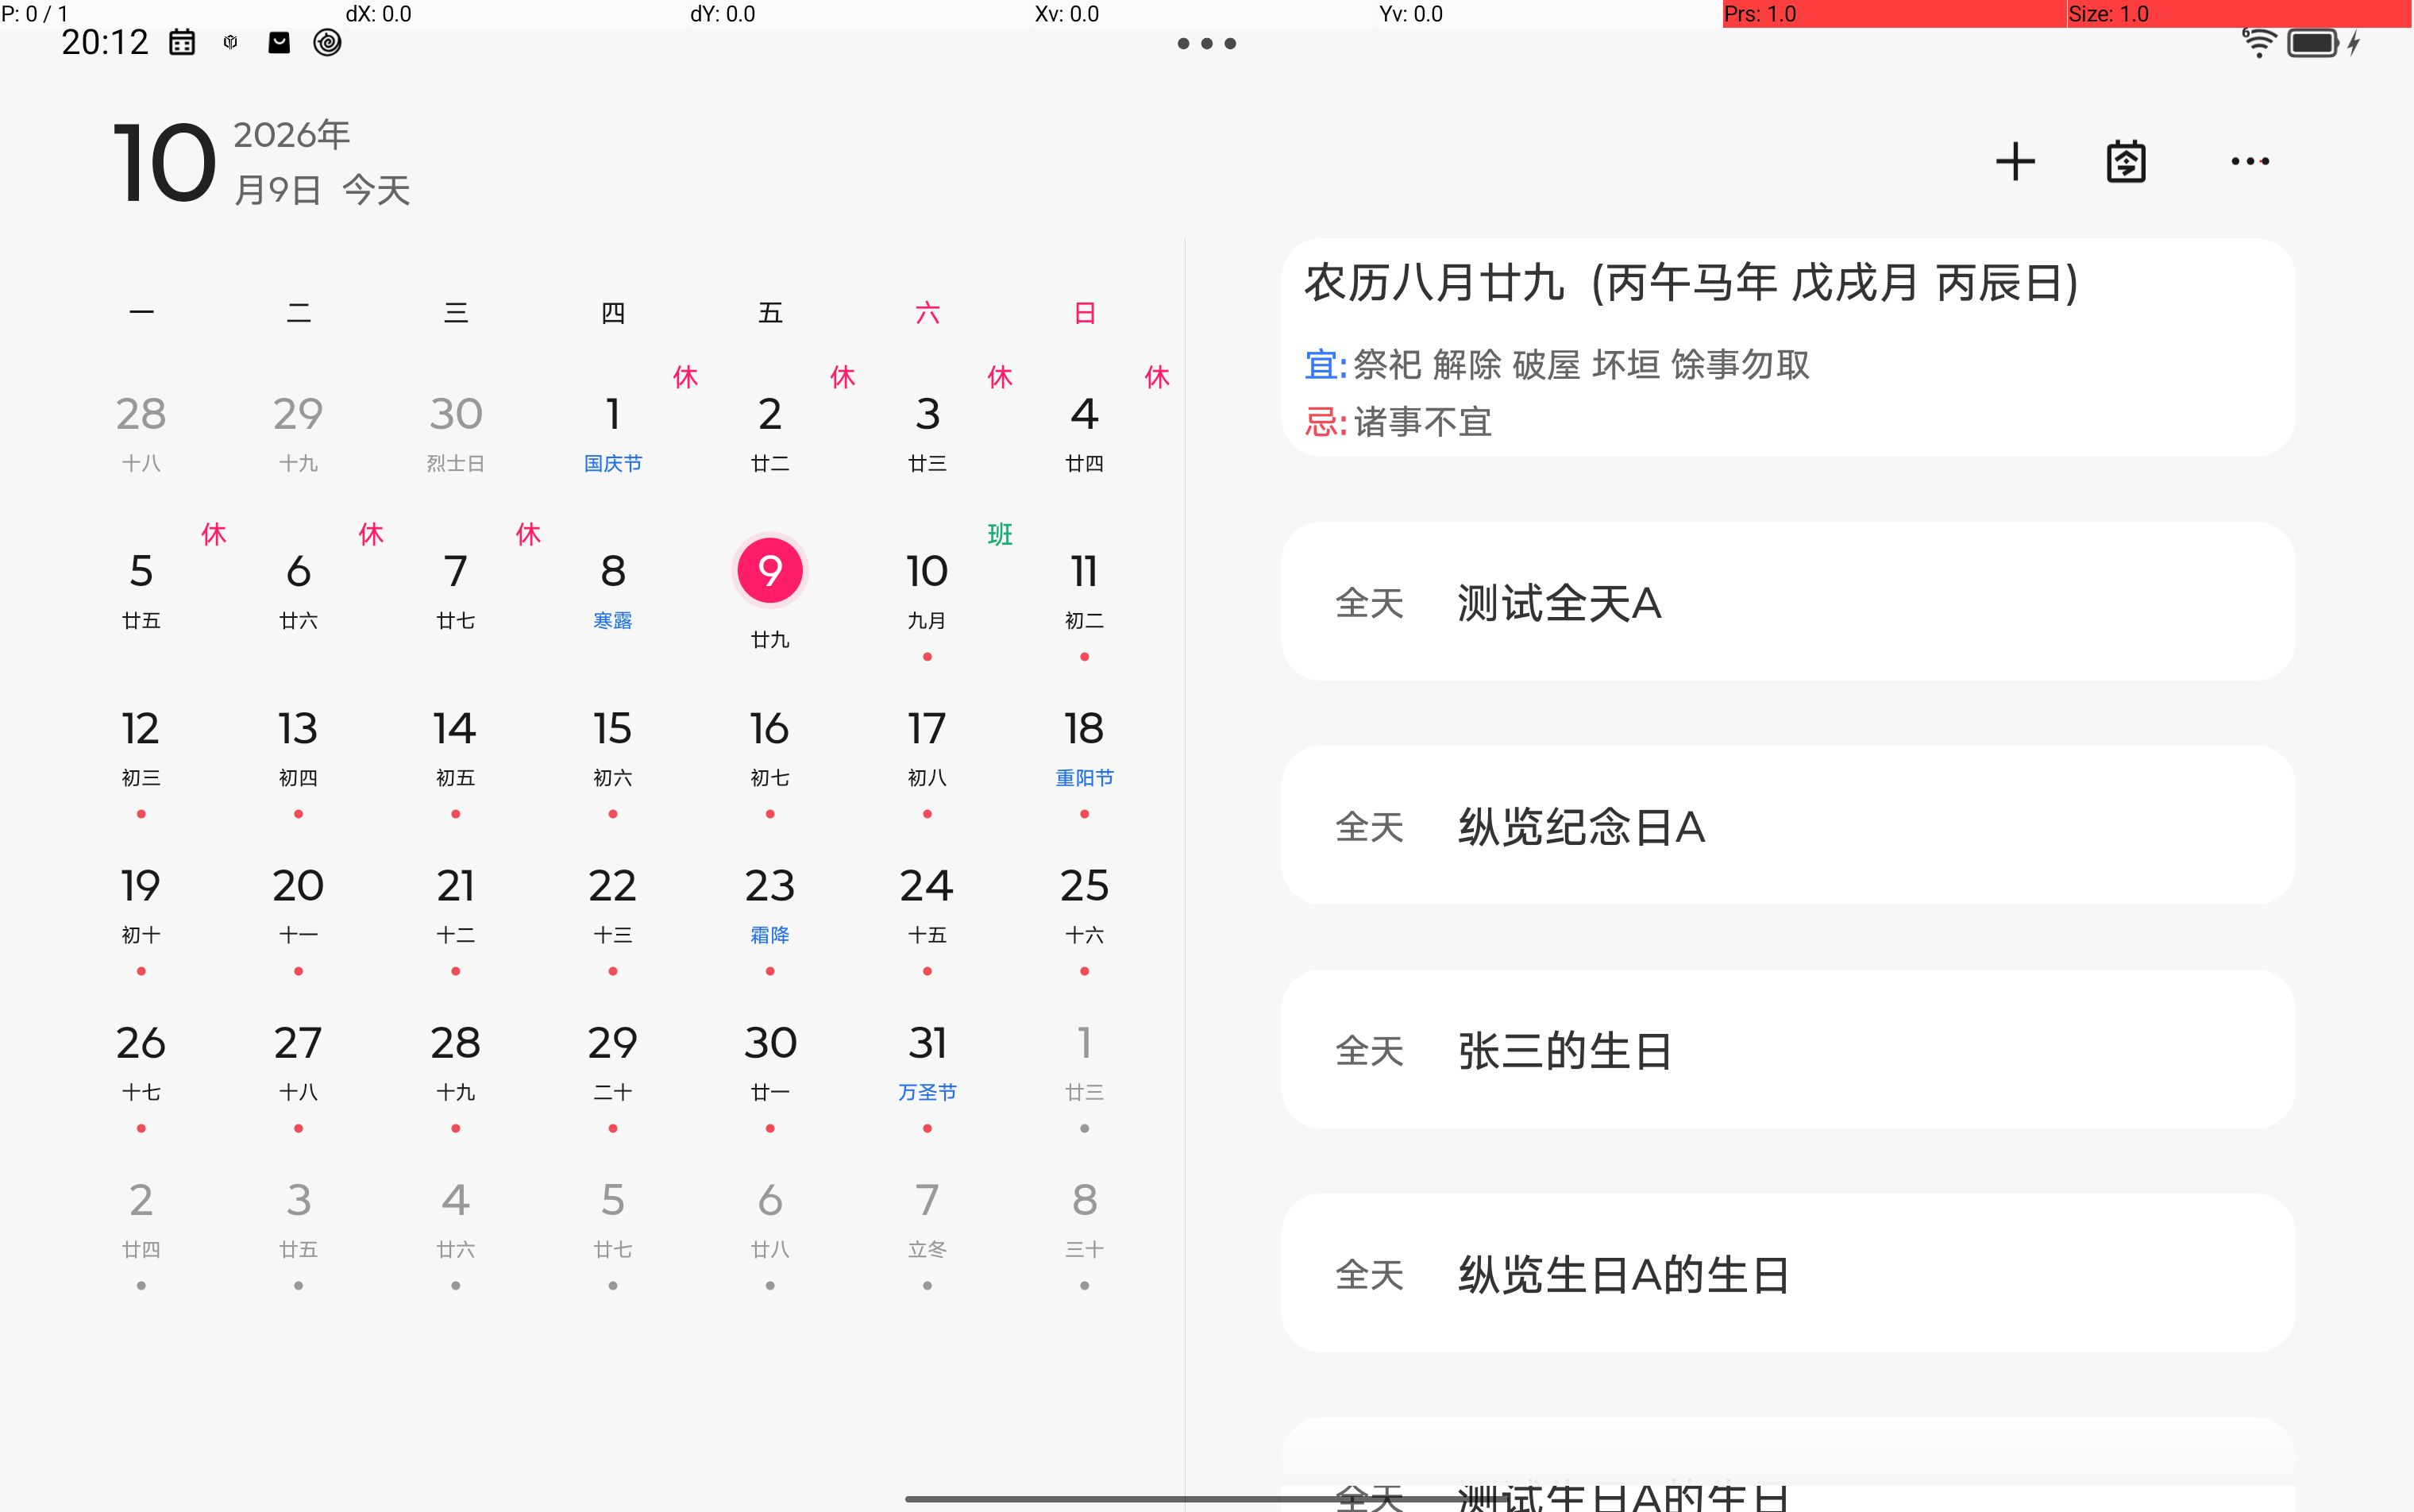 P: 0 / 1 dX: 0.0 dY: 0.0 Xv: 0.0 Yv: 0.0 Prs: 1.0 Size: 1.0
20:12
10 2026年
月9日 今天
一 二 三 四 五 六 日
休 休 休 休
28 29 30 1 2 3 4
十八 十九 烈士日 国庆节 廿二 廿三 廿四
休 休 休 班
5 6 7 8 9 10 11
廿五 廿六 廿七 寒露 廿九 九月 初二
12 13 14 15 16 17 18
初三 初四 初五 初六 初七 初八 重阳节
19 20 21 22 23 24 25
初十 十一 十二 十三 霜降 十五 十六
26 27 28 29 30 31 1
十七 十八 十九 二十 廿一 万圣节 廿三
2 3 4 5 6 7 8
廿四 廿五 廿六 廿七 廿八 立冬 三十
今
农历八月廿九 (丙午马年 戊戌月 丙辰日)
宜:祭祀 解除 破屋 坏垣 馀事勿取
忌:诸事不宜
全天 测试全天A
全天 纵览纪念日A
全天 张三的生日
全天 纵览生日A的生日
全天 测试生日A的生日